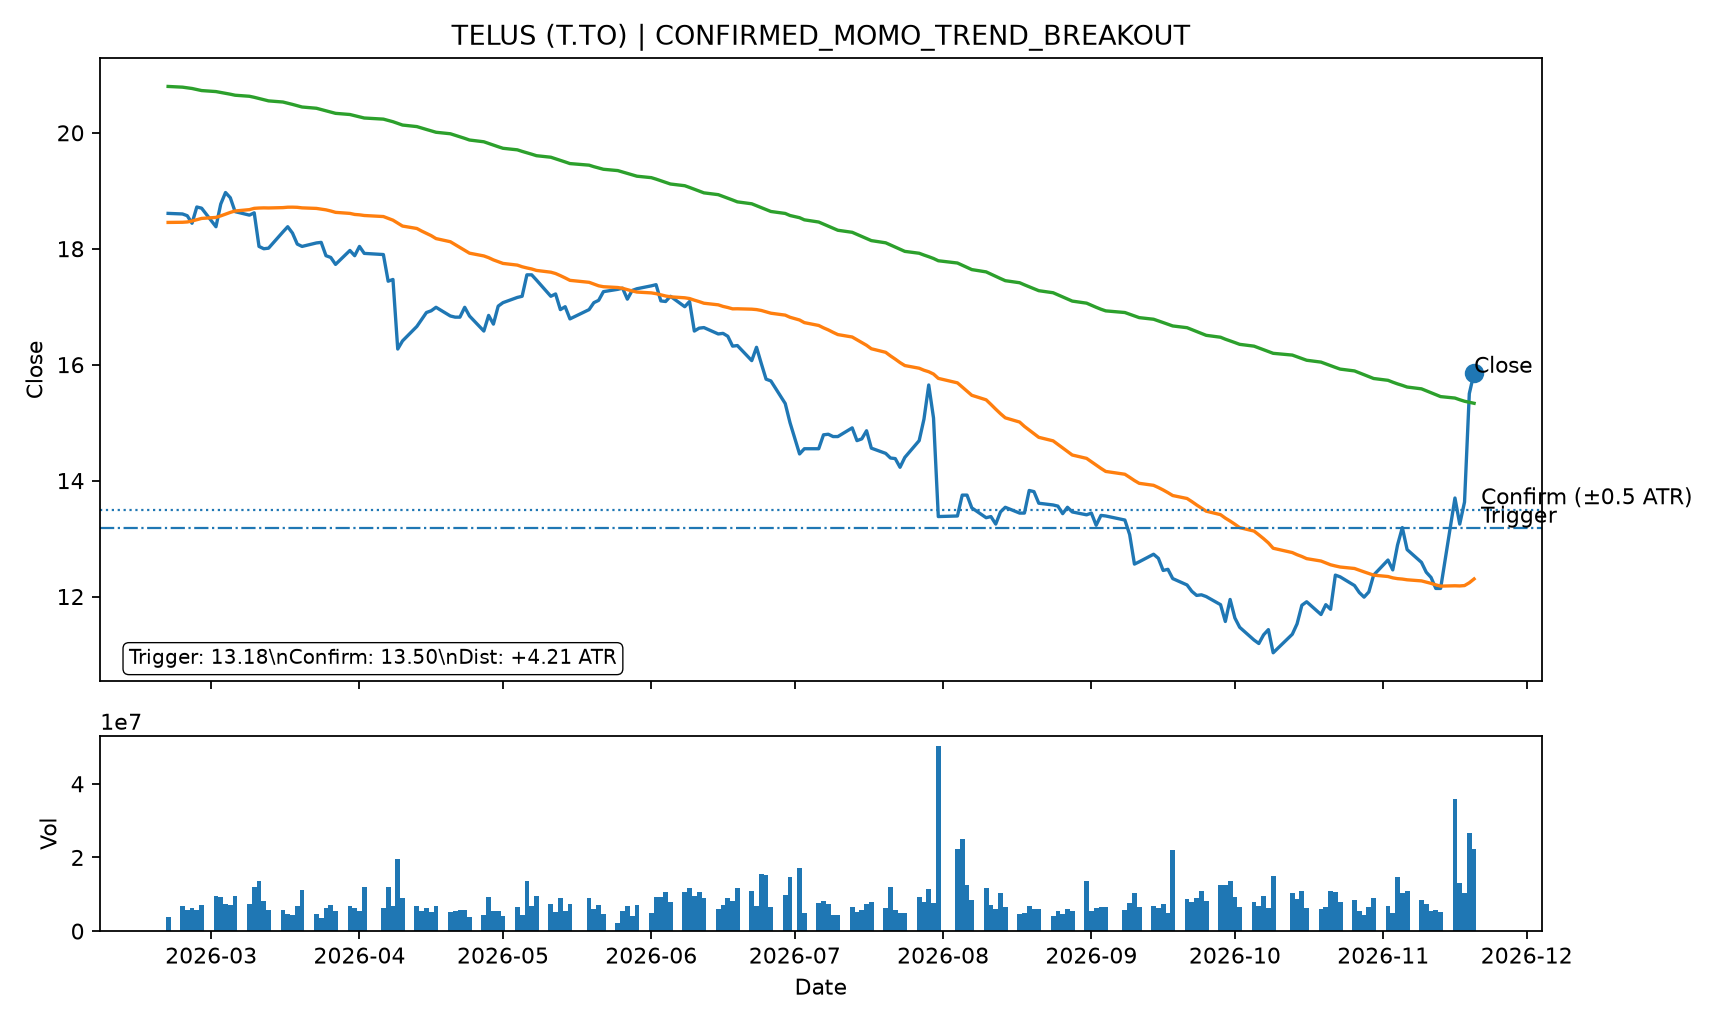 TELUS (T.TO) | CONFIRMED_MOMO_TREND_BREAKOUT
20
18
16
14
12
Close
Close
Confirm (±0.5 ATR)
Trigger
Trigger: 13.18\nConfirm: 13.50\nDist: +4.21 ATR
1e7
4
2
0
Vol
2026-03 2026-04 2026-05 2026-06 2026-07 2026-08 2026-09 2026-10 2026-11 2026-12
Date